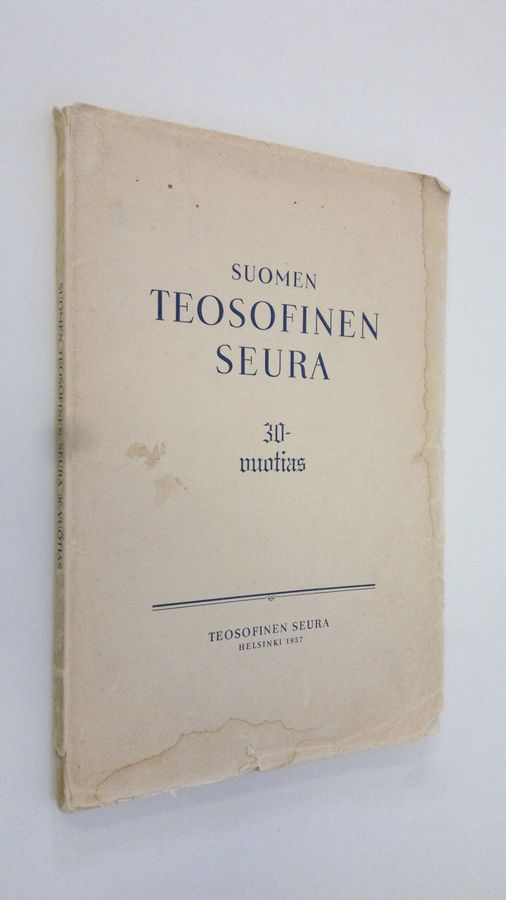 SUOMEN
TEOSOFINEN
SEURA
30-
vuotias
TEOSOFINEN SEURA
HELSINKI 1937
SUOMEN TEOSOFINEN SEURA 30-VUOTIAS